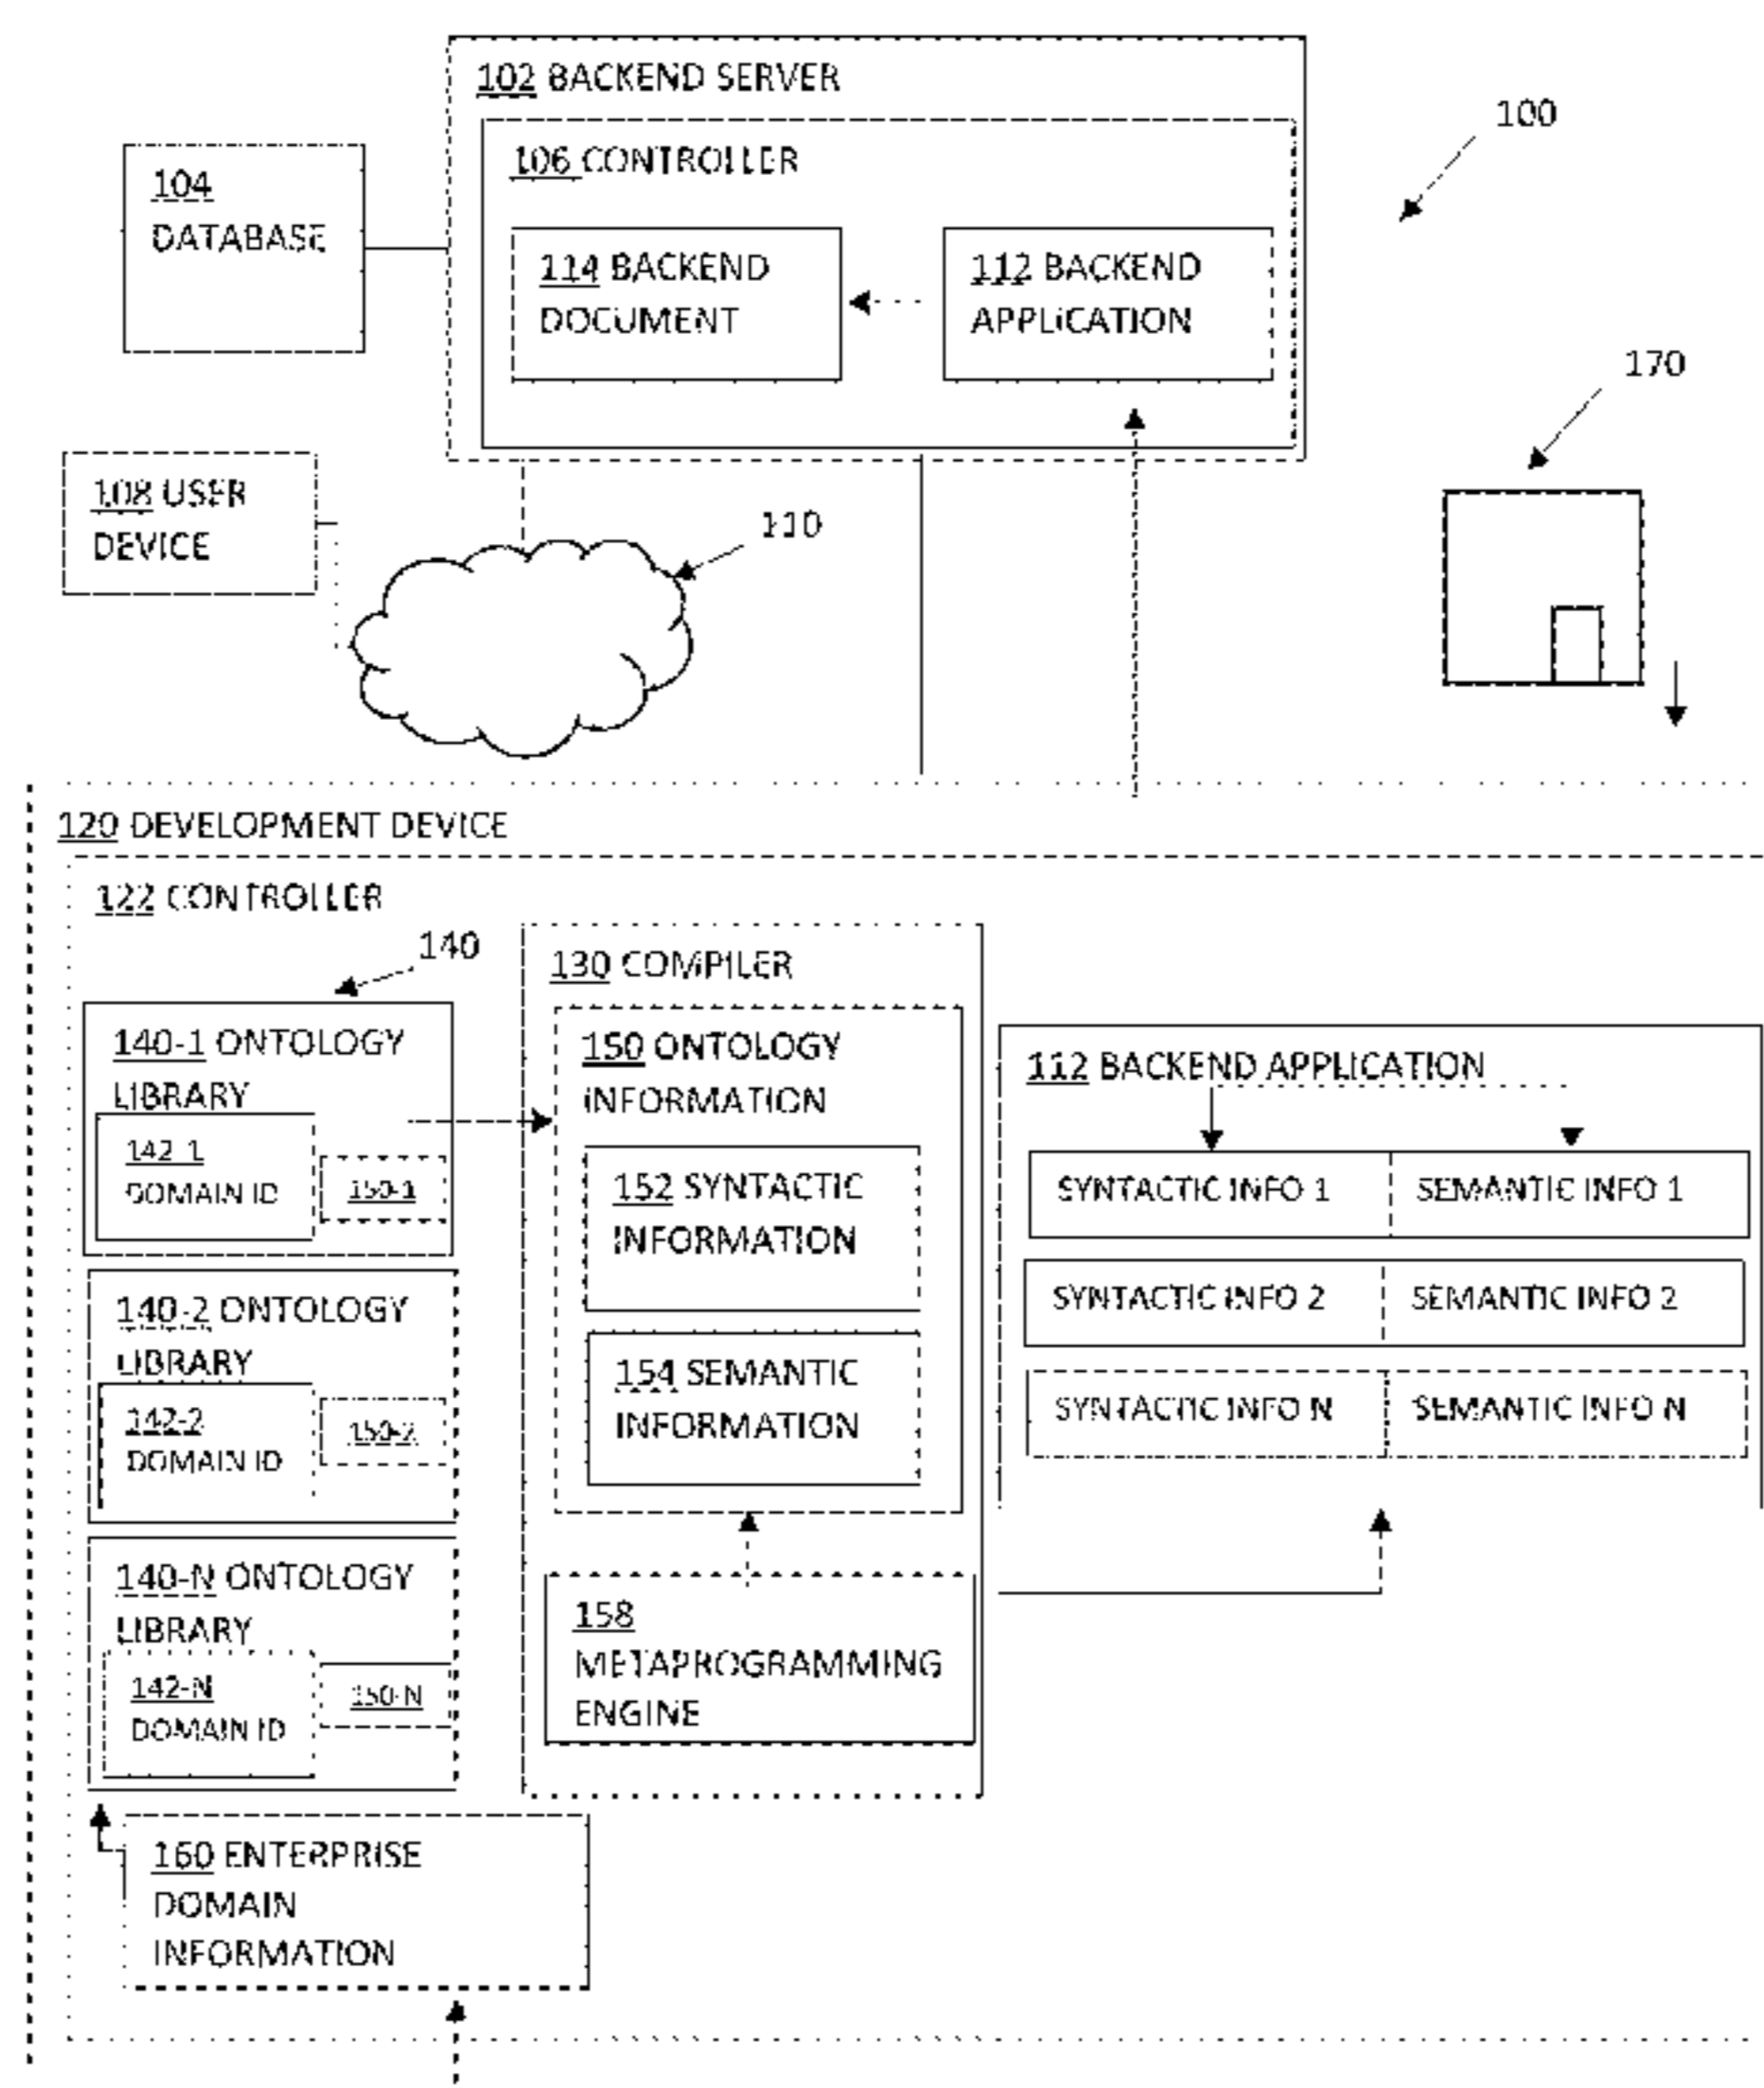 102 BACKEND SERVER
100
106 CONTROLLER
104
DATABASE
114 BACKEND
DOCUMENT
112 BACKEND
APPLICATION
170
108 USER
DEVICE
110
120 DEVELOPMENT DEVICE
122 CONTROLLER
140
140-1 ONTOLOGY
LIBRARY
142-1
DOMAIN ID
150-1
140-2 ONTOLOGY
LIBRARY
142-2
DOMAIN ID
150-2
140-N ONTOLOGY
LIBRARY
142-N
DOMAIN ID
150-N
130 COMPILER
150 ONTOLOGY
INFORMATION
152 SYNTACTIC
INFORMATION
154 SEMANTIC
INFORMATION
158
METAPROGRAMMING
ENGINE
112 BACKEND APPLICATION
SYNTACTIC INFO 1 SEMANTIC INFO 1
SYNTACTIC INFO 2 SEMANTIC INFO 2
SYNTACTIC INFO N SEMANTIC INFO N
160 ENTERPRISE
DOMAIN
INFORMATION